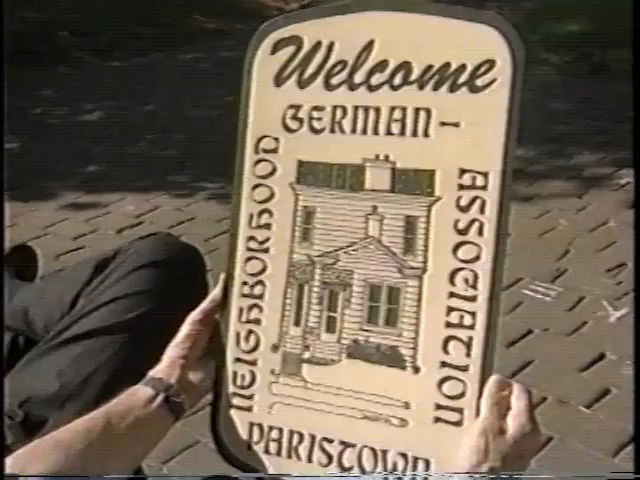 Welcome
GERMAN-
NEIGHBORHOOD
ASSOCIATION
PARISTOWN